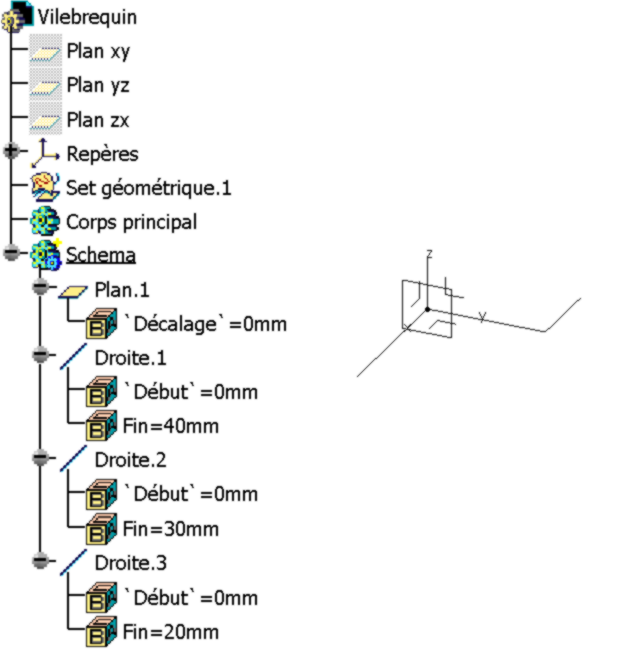 Vilebrequin
Plan xy
Plan yz
Plan zx
Repères
Set géométrique.1
Corps principal
Schema
Plan.1
`Décalage`=0mm
Droite.1
`Début`=0mm
Fin=40mm
Droite.2
`Début`=0mm
Fin=30mm
Droite.3
`Début`=0mm
Fin=20mm
z
y
x